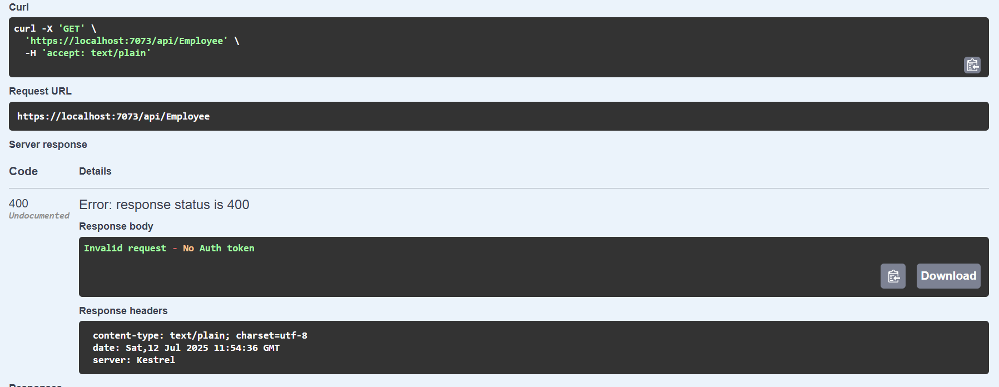 Curl
curl -X 'GET' \
'https://localhost:7073/api/Employee' \
-H 'accept: text/plain'
Request URL
https://localhost:7073/api/Employee
Server response
Code Details
400
Undocumented
Error: response status is 400
Response body
Invalid request - No Auth token
Download
Response headers
content-type: text/plain; charset=utf-8
date: Sat,12 Jul 2025 11:54:36 GMT
server: Kestrel
Responses